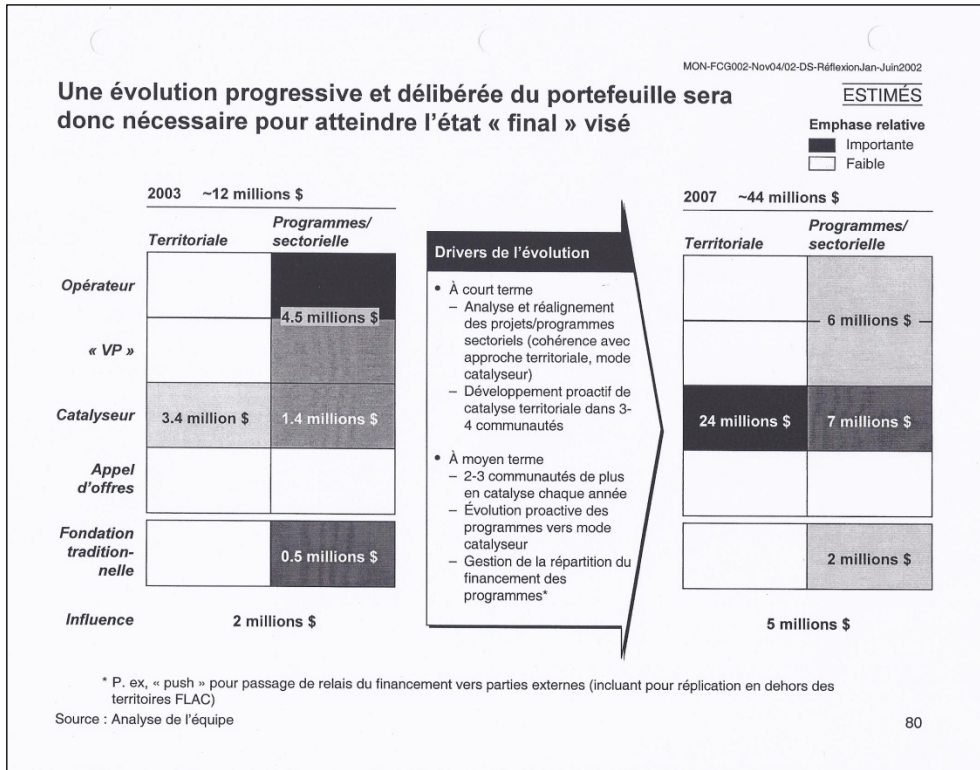 MON-FCG002-Nov04/02-DS-RéflexionJan-Juin2002
Une évolution progressive et délibérée du portefeuille sera
donc nécessaire pour atteindre l'état « final » visé
ESTIMÉS
Emphase relative
Importante
Faible
2003 ~12 millions $
Territoriale
Programmes/
sectorielle
Opérateur
4.5 millions $
« VP »
Catalyseur
3.4 million $
1.4 millions $
Appel
d'offres
Fondation
tradition-
nelle
0.5 millions $
Influence
2 millions $
Drivers de l'évolution
• À court terme
– Analyse et réalignement
des projets/programmes
sectoriels (cohérence avec
approche territoriale, mode
catalyseur)
– Développement proactif de
catalyse territoriale dans 3-
4 communautés
• À moyen terme
– 2-3 communautés de plus
en catalyse chaque année
– Évolution proactive des
programmes vers mode
catalyseur
– Gestion de la répartition du
financement des
programmes*
2007 ~44 millions $
Territoriale
Programmes/
sectorielle
6 millions $
24 millions $
7 millions $
2 millions $
5 millions $
* P. ex, « push » pour passage de relais du financement vers parties externes (incluant pour réplication en dehors des
territoires FLAC)
Source : Analyse de l'équipe
80